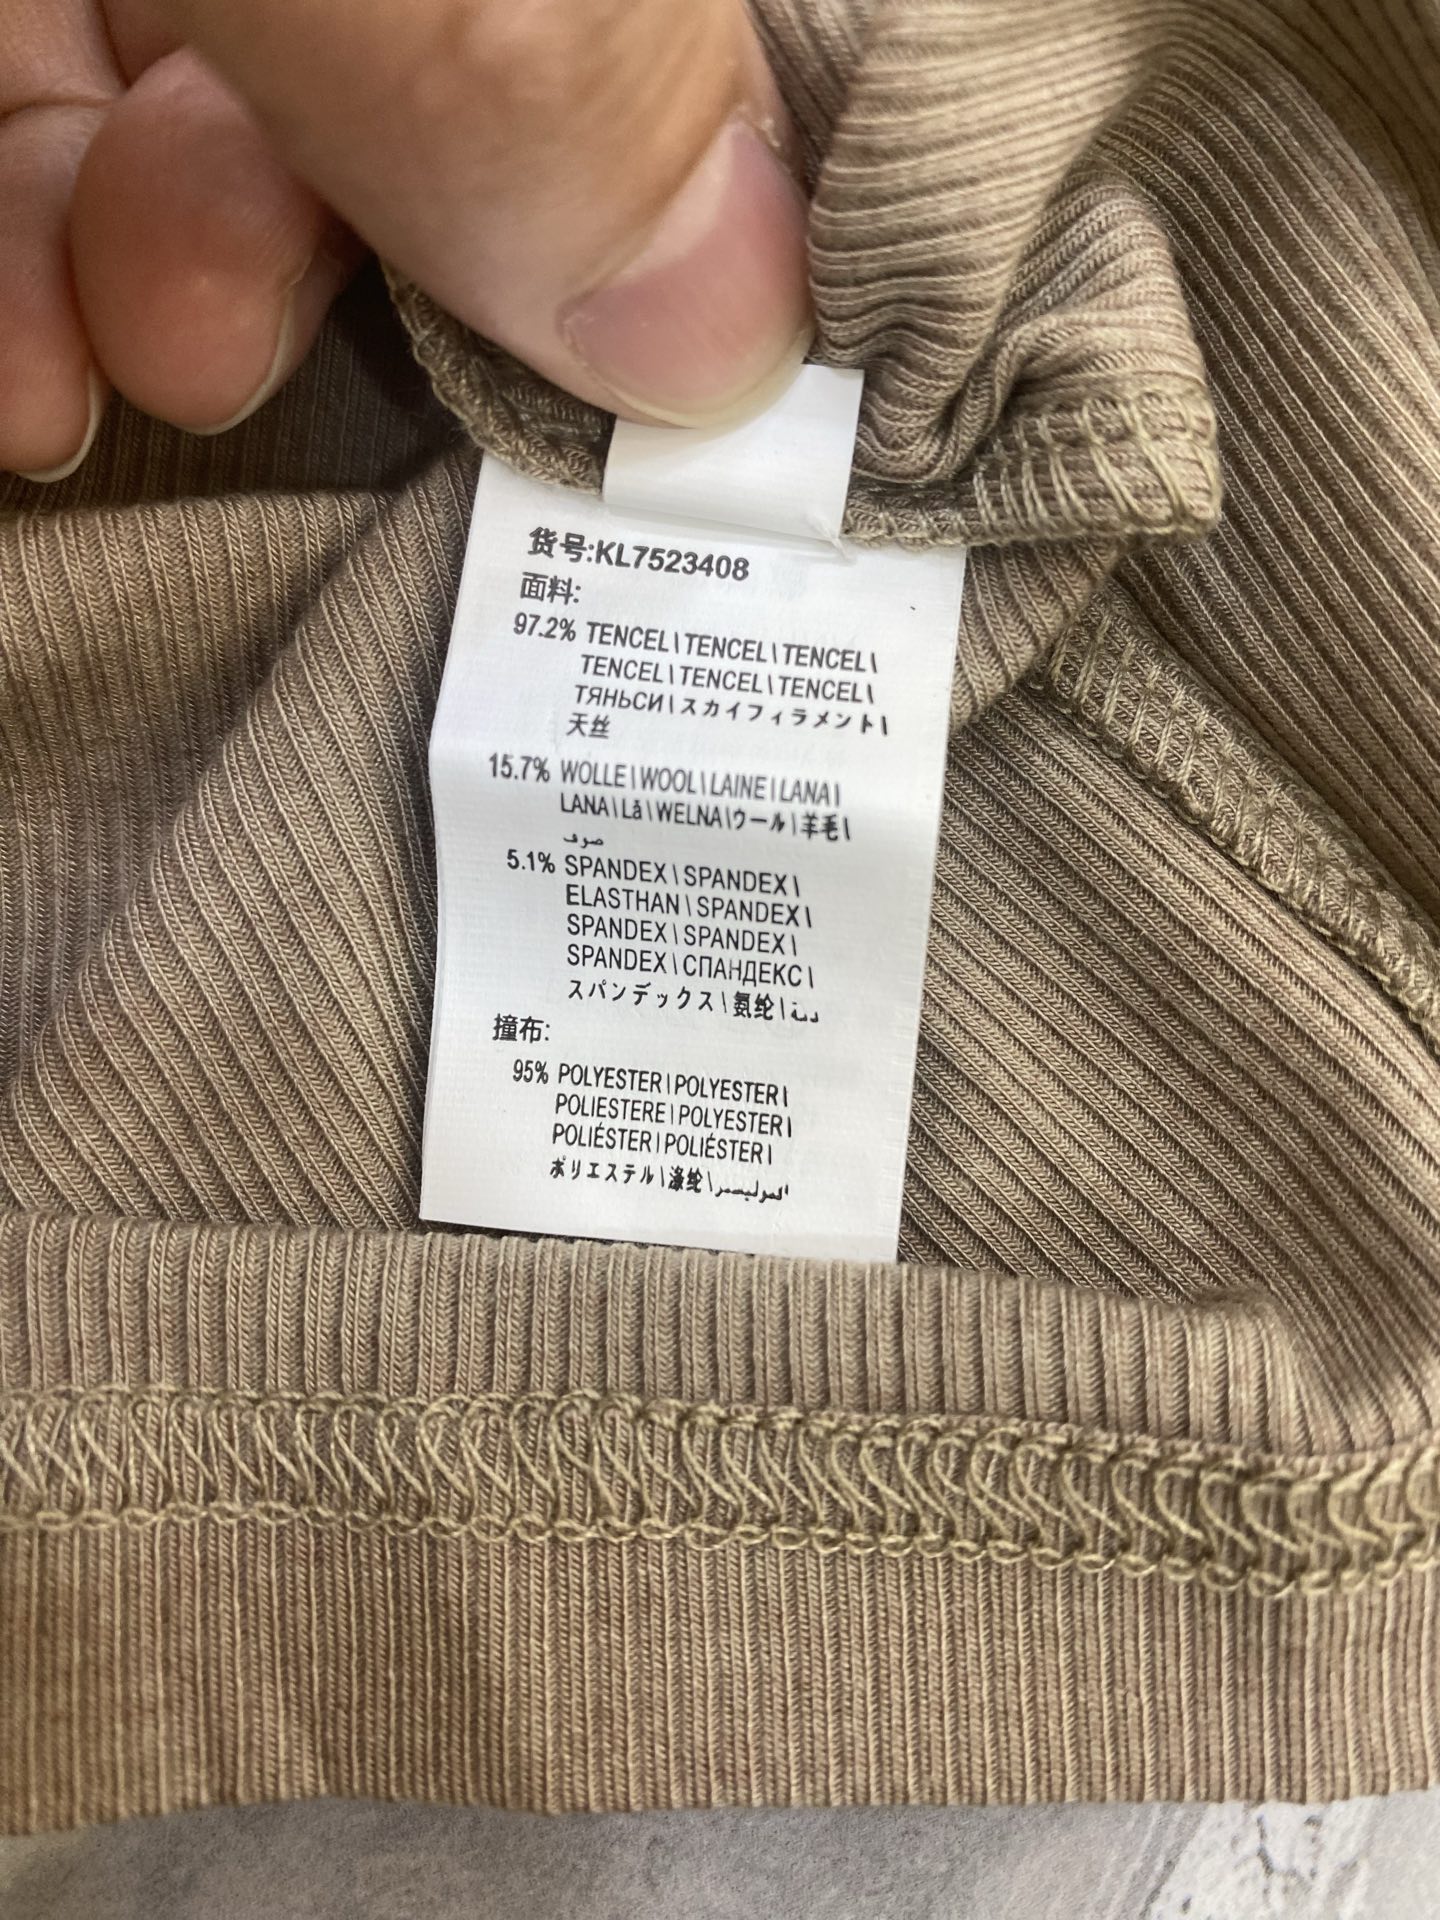 货号:KL7523408
面料:
97.2% TENCEL\TENCEL\TENCEL\
TENCEL\TENCEL\TENCEL\
ТЯНЬСИ\スカイフィラメント\
天丝
15.7% WOLLE\WOOL\LAINE\LANA\
LANA\Lă\WELNA\ウール\羊毛\
صوف
5.1% SPANDEX\SPANDEX\
ELASTHAN\SPANDEX\
SPANDEX\SPANDEX\
SPANDEX\СПАНДЕКС\
スパンデックス\氨纶\
撞布:
95% POLYESTER\POLYESTER\
POLIESTERE\POLYESTER\
POLIÉSTER\POLIÉSTER\
ポリエステル\涤纶\